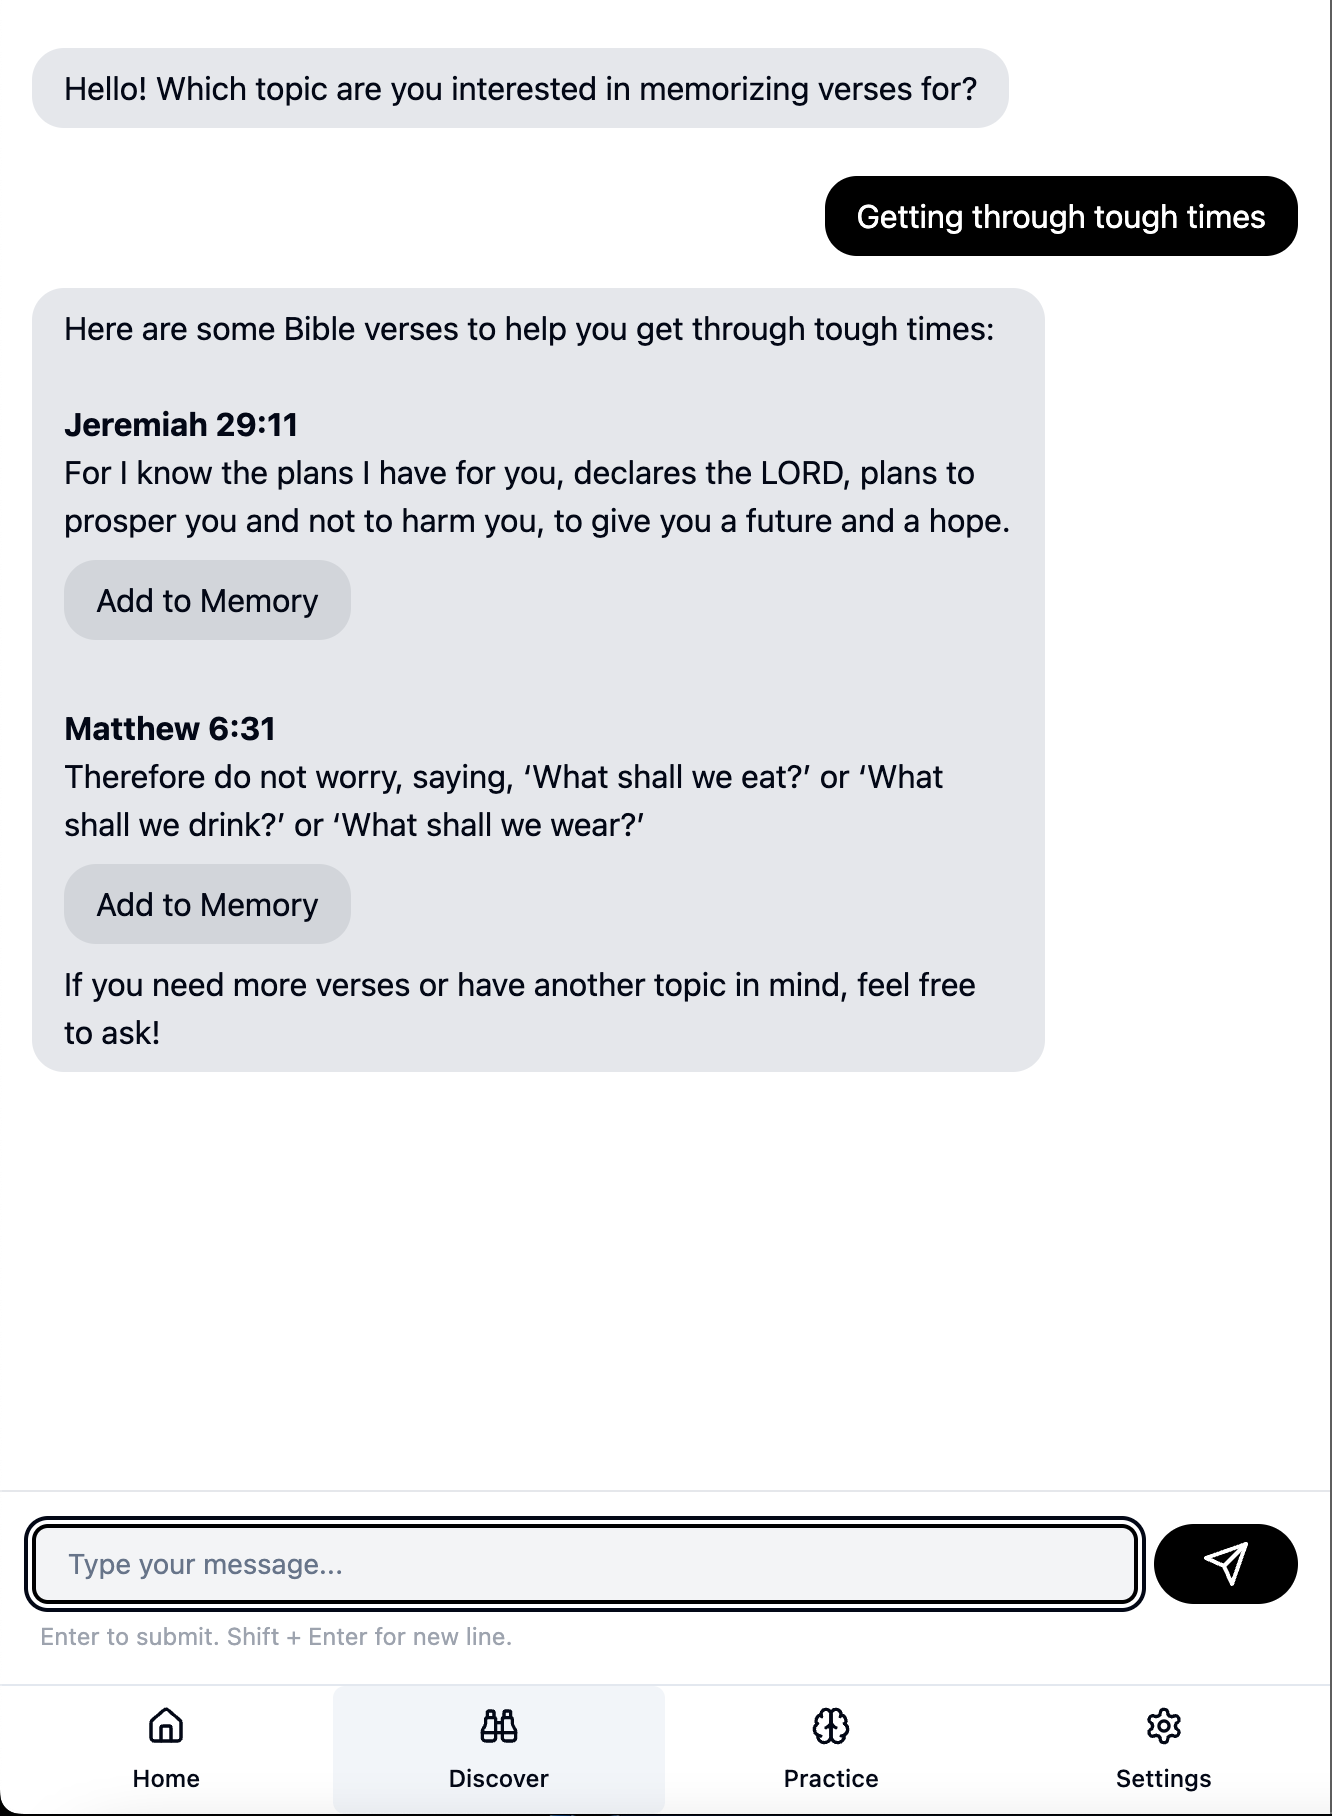 Hello! Which topic are you interested in memorizing verses for?
Getting through tough times
Here are some Bible verses to help you get through tough times:
Jeremiah 29:11
For I know the plans I have for you, declares the LORD, plans to
prosper you and not to harm you, to give you a future and a hope.
Add to Memory
Matthew 6:31
Therefore do not worry, saying, ‘What shall we eat?’ or ‘What
shall we drink?’ or ‘What shall we wear?’
Add to Memory
If you need more verses or have another topic in mind, feel free
to ask!
Type your message...
Enter to submit. Shift + Enter for new line.
Home
Discover
Practice
Settings